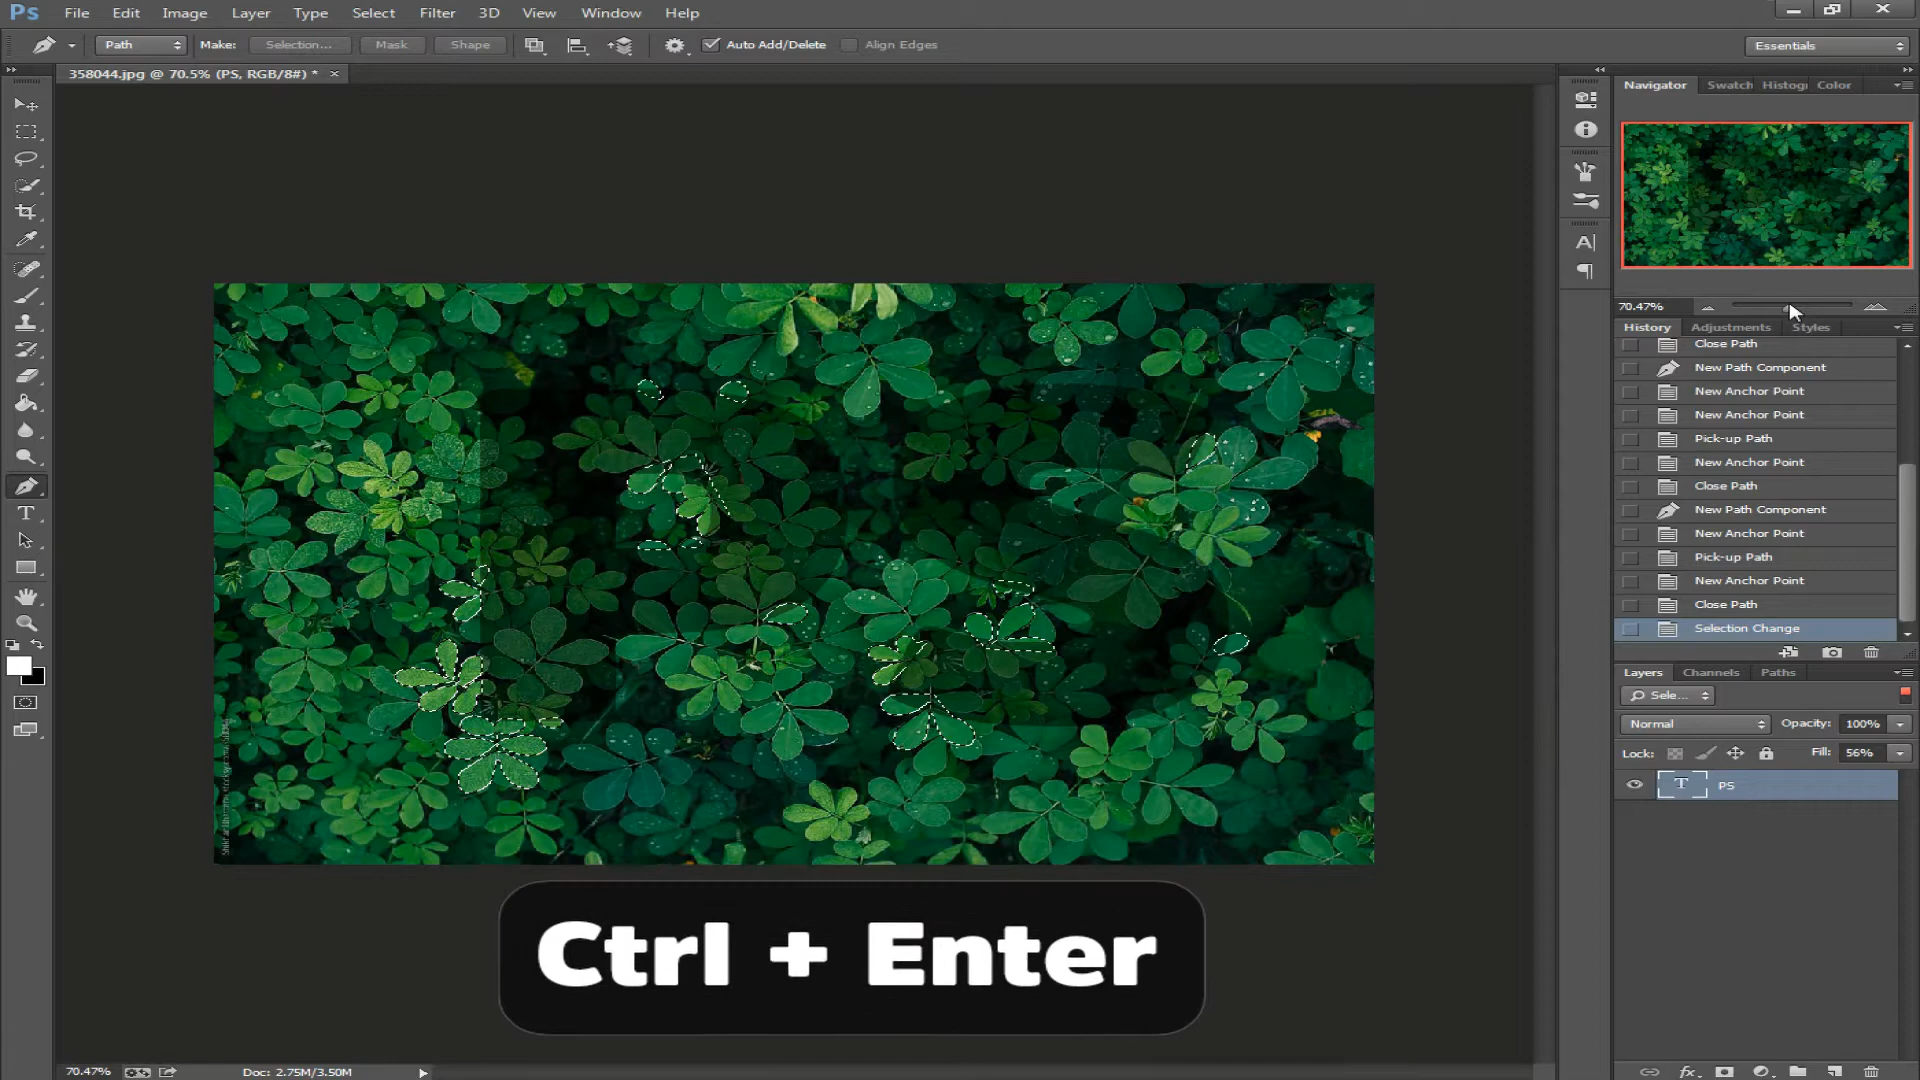 Ps File Edit Image Layer Type Select Filter 3D View Window Help
Path Make: Selection... Mask Shape Auto Add/Delete Align Edges Essentials
358044.jpg @ 70.5% (PS, RGB/8#) *
Navigator Swatch Histogr Color
70.47%
History Adjustments Styles
Close Path
New Path Component
New Anchor Point
New Anchor Point
Pick-up Path
New Anchor Point
Close Path
New Path Component
New Anchor Point
Pick-up Path
New Anchor Point
Close Path
Selection Change
Layers Channels Paths
Sele...
Normal Opacity: 100%
Lock: Fill: 56%
T PS
Ctrl + Enter
70.47% Doc: 2.75M/3.50M